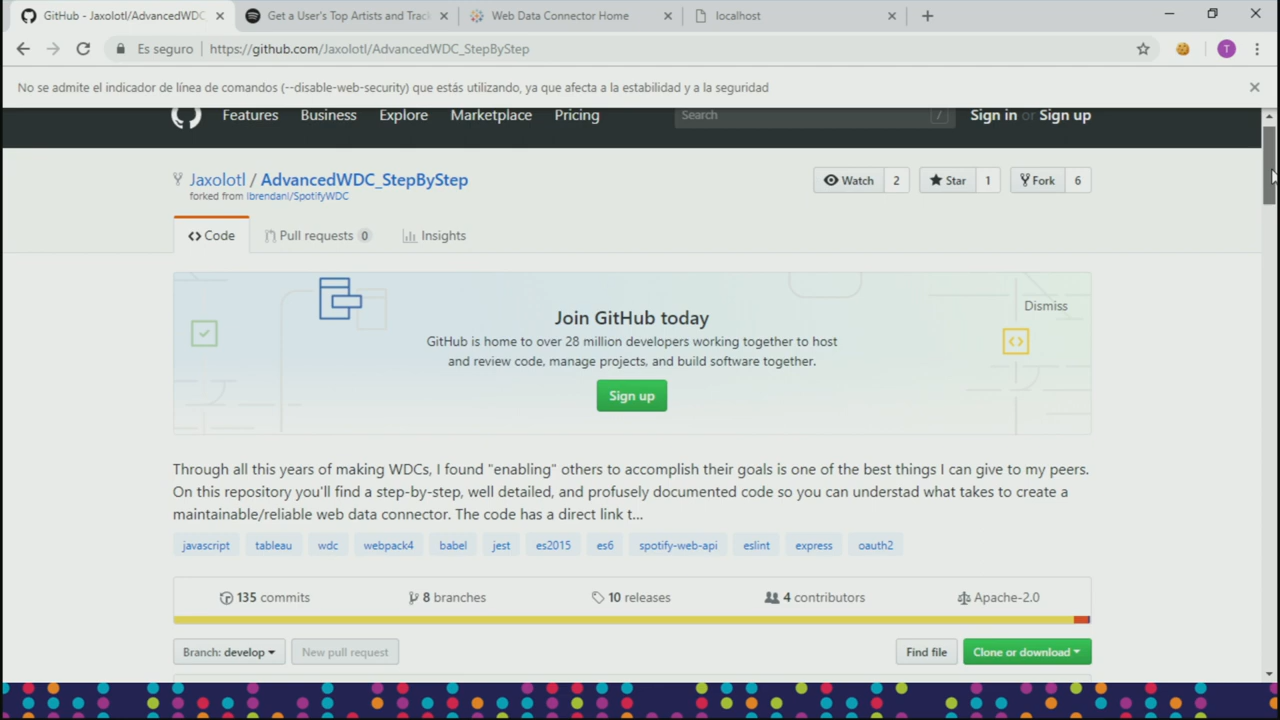 GitHub - Jaxolotl/AdvancedWDC
Get a User's Top Artists and Track
Web Data Connector Home
localhost
Es seguro
https://github.com/Jaxolotl/AdvancedWDC_StepByStep
T
No se admite el indicador de línea de comandos (--disable-web-security) que estás utilizando, ya que afecta a la estabilidad y a la seguridad
Features
Business
Explore
Marketplace
Pricing
Search
/
Sign in or Sign up
Jaxolotl / AdvancedWDC_StepByStep
forked from lbrendanl/SpotifyWDC
Watch 2
Star 1
Fork 6
Code
Pull requests 0
Insights
Join GitHub today
Dismiss
GitHub is home to over 28 million developers working together to host
and review code, manage projects, and build software together.
Sign up
Through all this years of making WDCs, I found "enabling" others to accomplish their goals is one of the best things I can give to my peers.
On this repository you'll find a step-by-step, well detailed, and profusely documented code so you can understad what takes to create a
maintainable/reliable web data connector. The code has a direct link t...
javascript
tableau
wdc
webpack4
babel
jest
es2015
es6
spotify-web-api
eslint
express
oauth2
135 commits
8 branches
10 releases
4 contributors
Apache-2.0
Branch: develop
New pull request
Find file
Clone or download